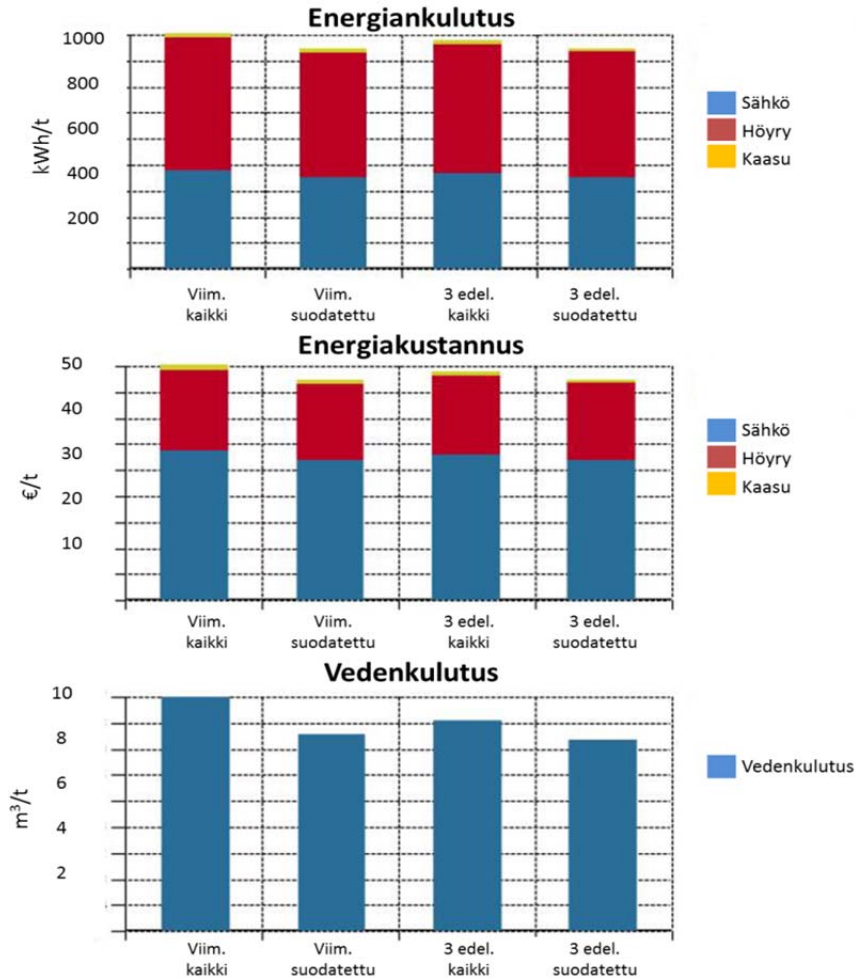 Energiankulutus
1000
800
600
400
200
kWh/t
Sähkö
Höyry
Kaasu
Viim.
kaikki
Viim.
suodatettu
3 edel.
kaikki
3 edel.
suodatettu
Energiakustannus
50
40
30
20
10
€/t
Sähkö
Höyry
Kaasu
Viim.
kaikki
Viim.
suodatettu
3 edel.
kaikki
3 edel.
suodatettu
Vedenkulutus
10
8
6
4
2
m³/t
Vedenkulutus
Viim.
kaikki
Viim.
suodatettu
3 edel.
kaikki
3 edel.
suodatettu